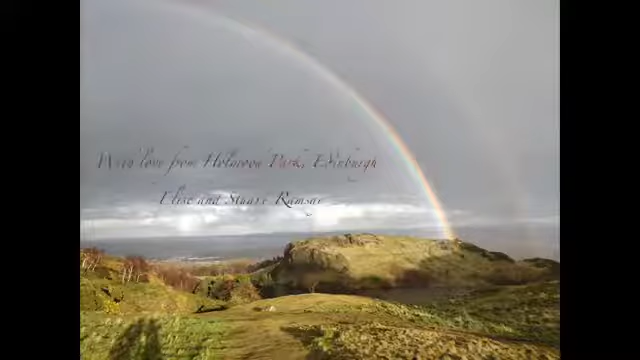 With love from Holyrood Park, Edinburgh
Elise and Stuart Ramsay